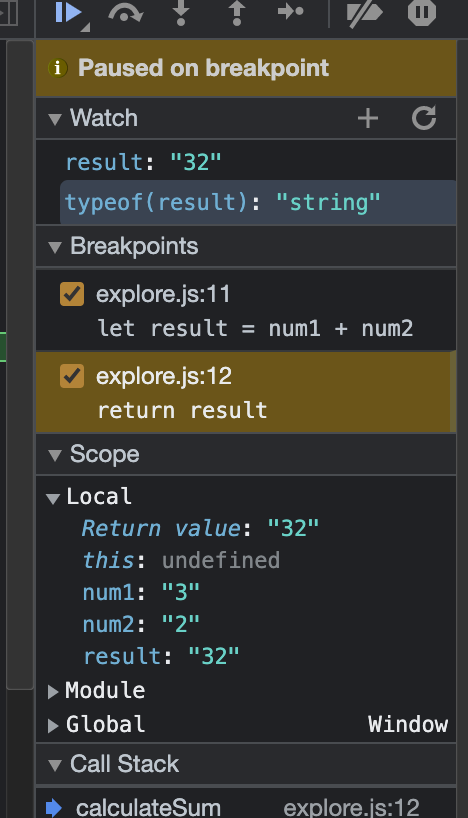 Paused on breakpoint
Watch
result: "32"
typeof(result): "string"
Breakpoints
explore.js:11
let result = num1 + num2
explore.js:12
return result
Scope
Local
Return value: "32"
this: undefined
num1: "3"
num2: "2"
result: "32"
Module
Global Window
Call Stack
calculateSum explore.js:12